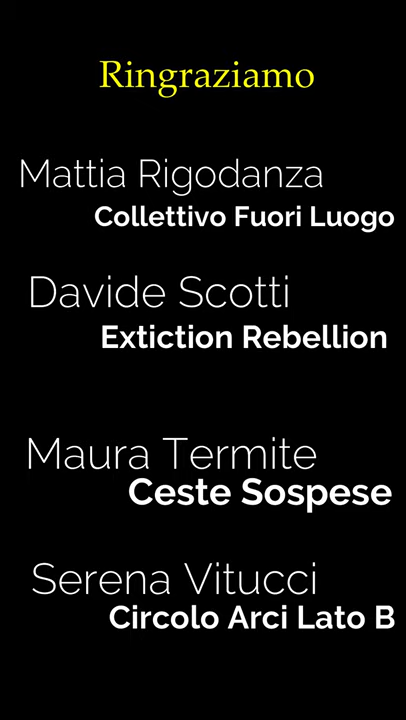 Ringraziamo
Mattia Rigodanza
Collettivo Fuori Luogo
Davide Scotti
Extiction Rebellion
Maura Termite
Ceste Sospese
Serena Vitucci
Circolo Arci Lato B